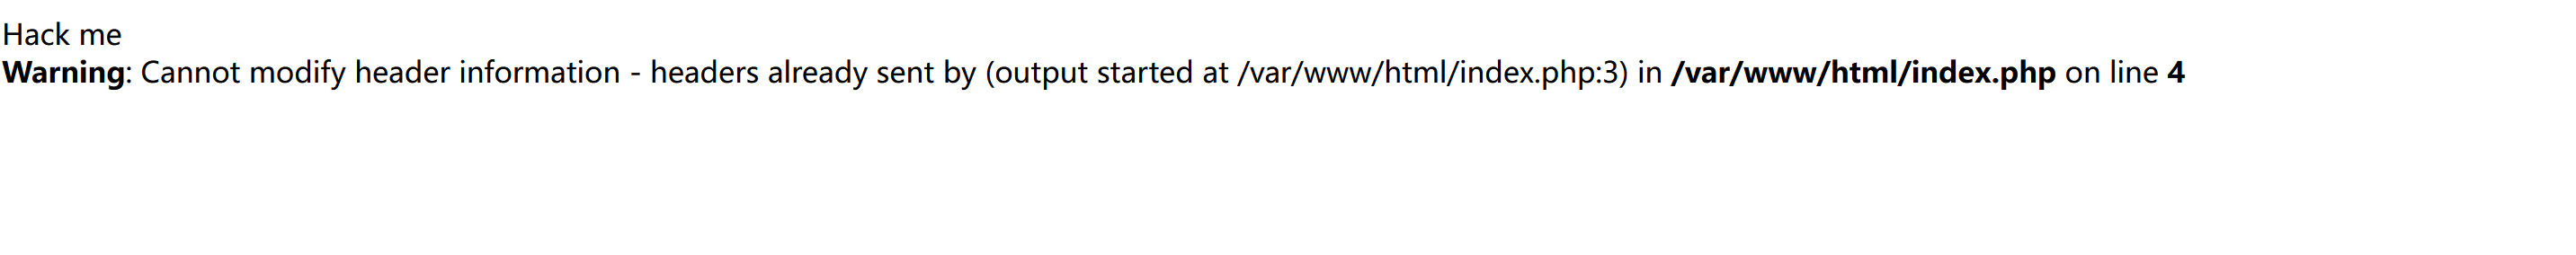 Hack me
Warning: Cannot modify header information - headers already sent by (output started at /var/www/html/index.php:3) in /var/www/html/index.php on line 4